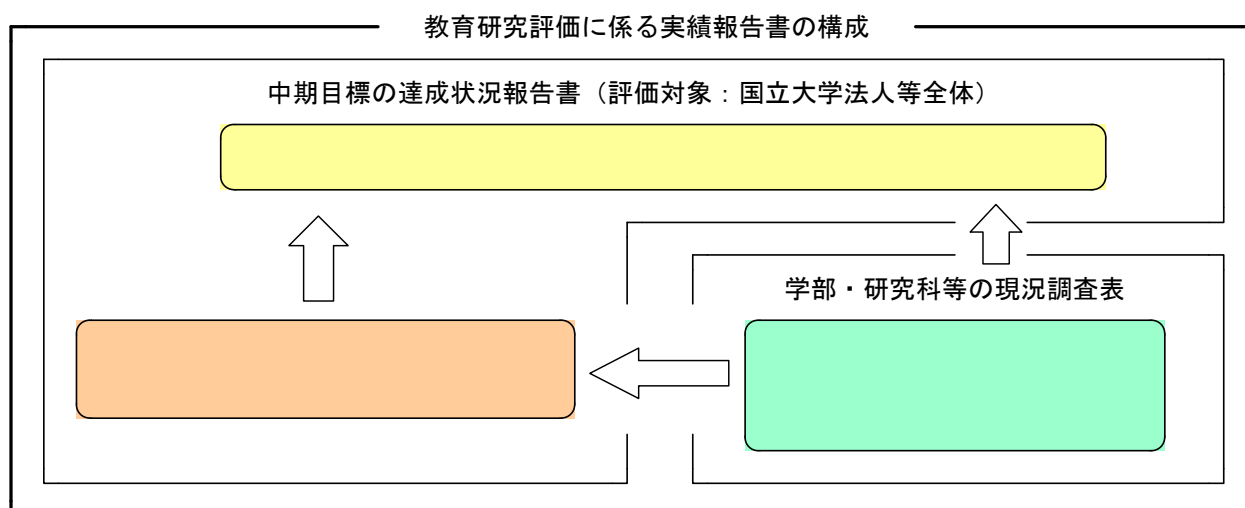 教育研究評価に係る実績報告書の構成
中期目標の達成状況報告書（評価対象：国立大学法人等全体）
学部・研究科等の現況調査表